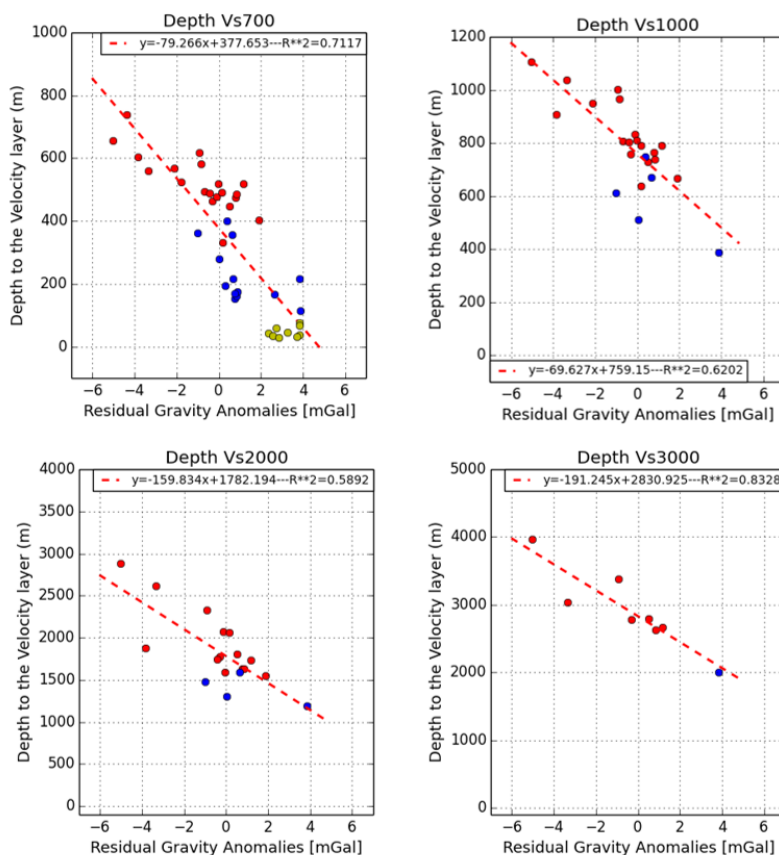 Depth Vs700
y=-79.266x+377.653---R**2=0.7117
1000
800
600
400
200
0
Depth to the Velocity layer (m)
−6 −4 −2 0 2 4 6
Residual Gravity Anomalies [mGal]
Depth Vs1000
1200
1000
800
600
400
200
0
Depth to the Velocity layer (m)
y=-69.627x+759.15---R**2=0.6202
−6 −4 −2 0 2 4 6
Residual Gravity Anomalies [mGal]
Depth Vs2000
y=-159.834x+1782.194---R**2=0.5892
4000
3500
3000
2500
2000
1500
1000
500
0
Depth to the Velocity layer (m)
−6 −4 −2 0 2 4 6
Residual Gravity Anomalies [mGal]
Depth Vs3000
y=-191.245x+2830.925---R**2=0.8328
5000
4000
3000
2000
1000
0
Depth to the Velocity layer (m)
−6 −4 −2 0 2 4 6
Residual Gravity Anomalies [mGal]